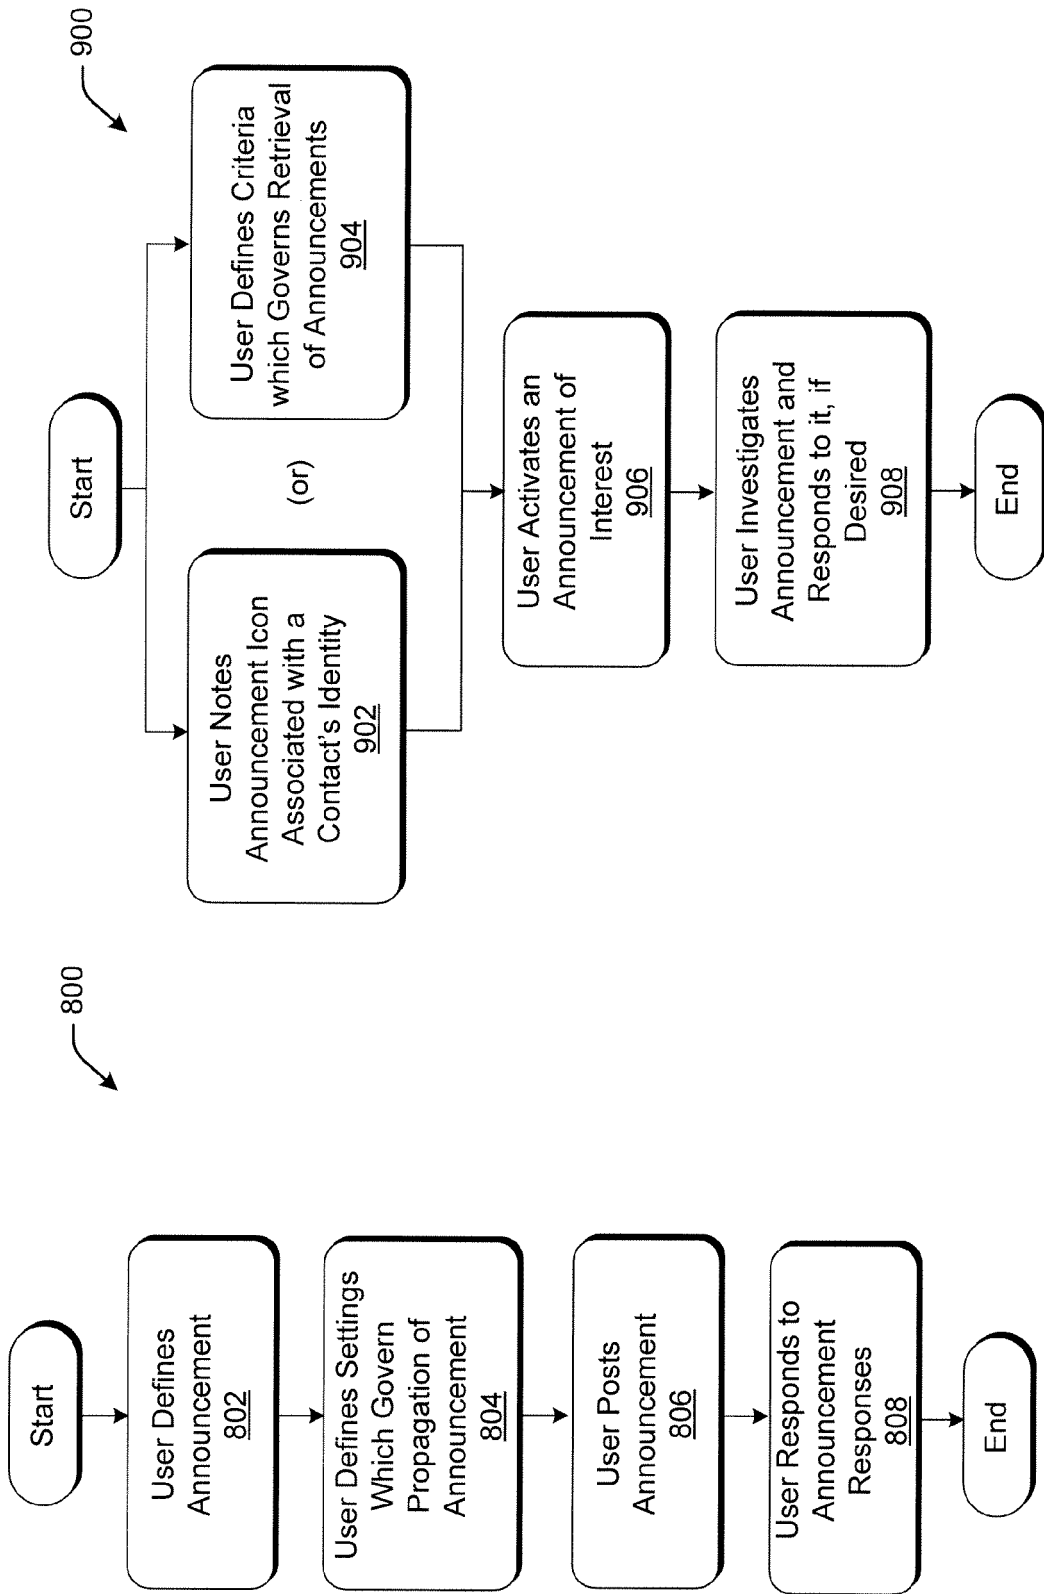 800
Start
User Defines
Announcement
802
User Defines Settings
Which Govern
Propagation of
Announcement
804
User Posts
Announcement
806
User Responds to
Announcement
Responses
808
End
900
Start
User Notes
Announcement Icon
Associated with a
Contact's Identity
902
(or)
User Defines Criteria
which Governs Retrieval
of Announcements
904
User Activates an
Announcement of
Interest
906
User Investigates
Announcement and
Responds to it, if
Desired
908
End